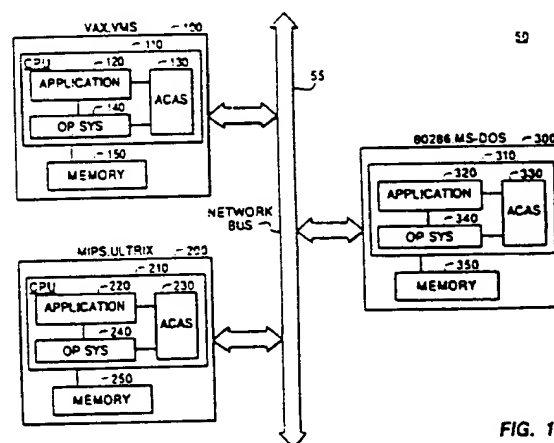 VAX.VMS 100
110
CPU 120 130
APPLICATION
140
ACAS
OP SYS
150
MEMORY
50
55
80286 MS-DOS 300
310
320 330
APPLICATION
340
ACAS
OP SYS
350
MEMORY
NETWORK
BUS
MIPS.ULTRIX 200
210
CPU 220 230
APPLICATION
240
ACAS
OP SYS
250
MEMORY
FIG. 1